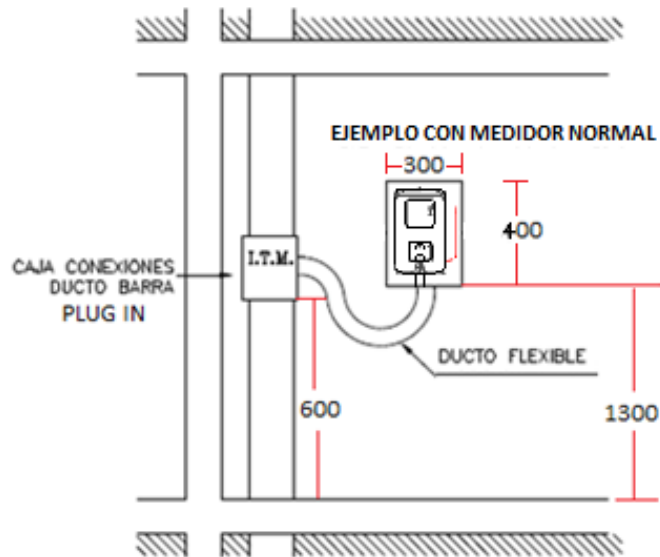 EJEMPLO CON MEDIDOR NORMAL
300
400
I.T.M.
CAJA CONEXIONES
DUCTO BARRA
PLUG IN
DUCTO FLEXIBLE
600
1300